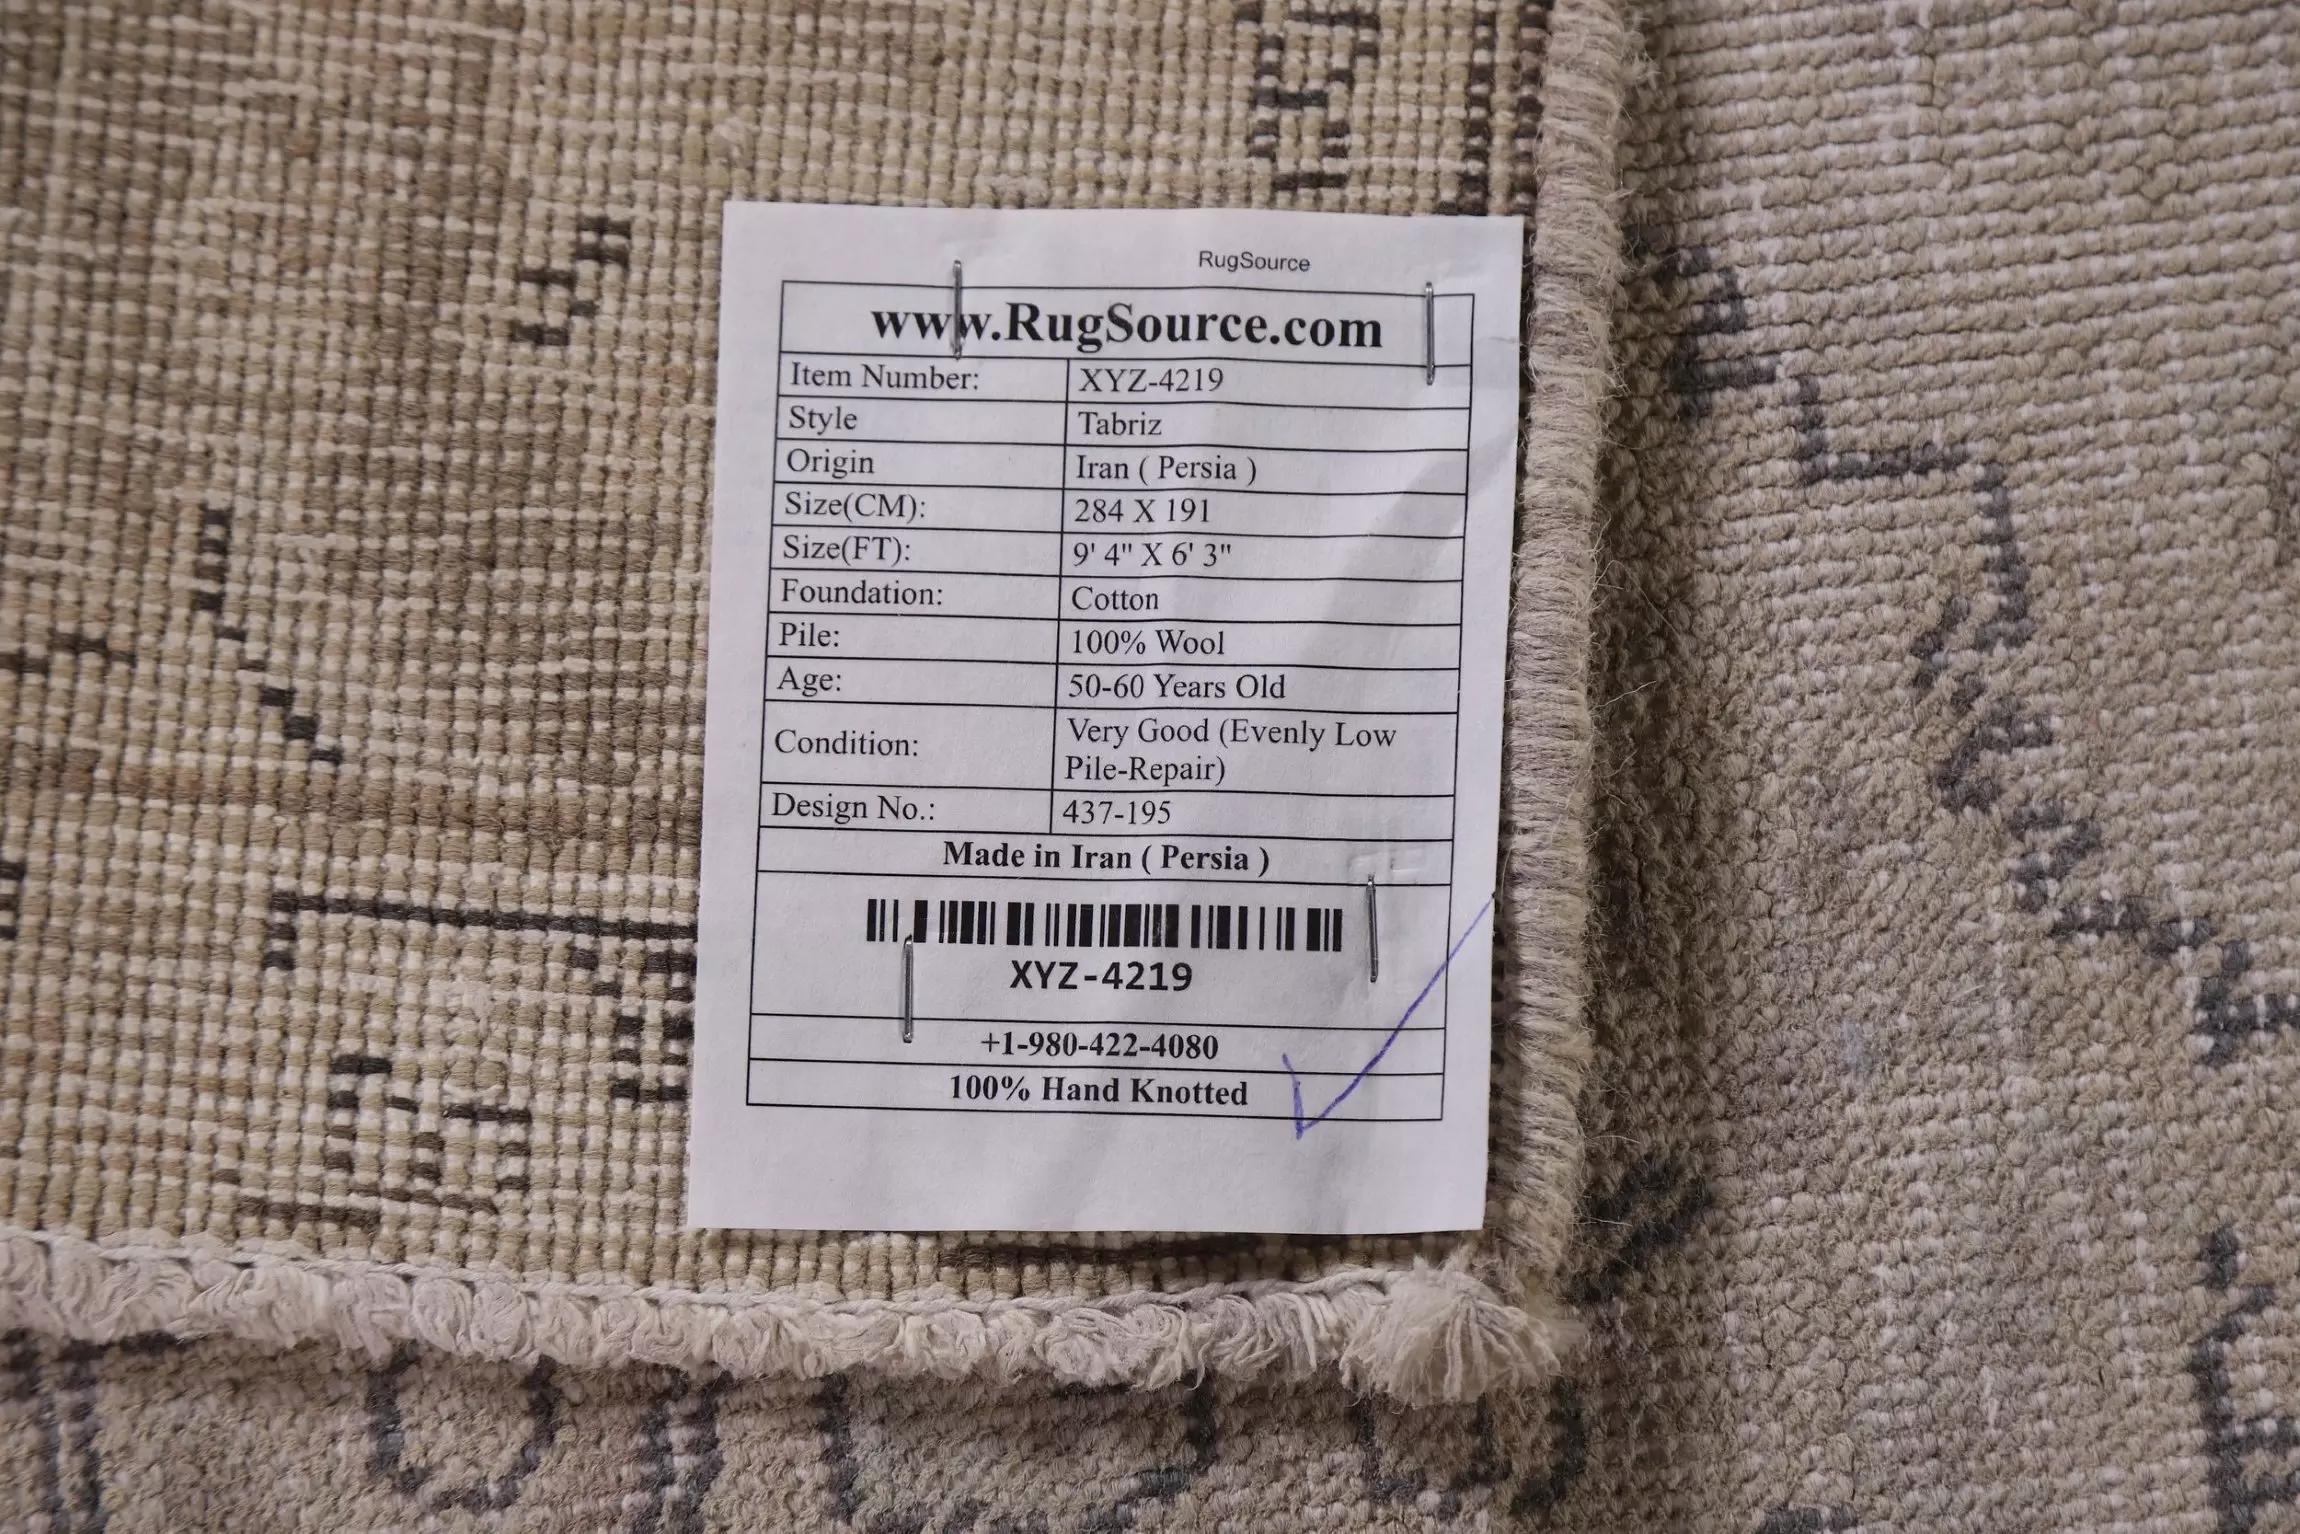 RugSource
www.RugSource.com
Item Number: XYZ-4219
Style Tabriz
Origin Iran ( Persia )
Size(CM): 284 X 191
Size(FT): 9' 4" X 6' 3"
Foundation: Cotton
Pile: 100% Wool
Age: 50-60 Years Old
Condition: Very Good (Evenly Low
Pile-Repair)
Design No.: 437-195
Made in Iran ( Persia )
XYZ-4219
+1-980-422-4080
100% Hand Knotted